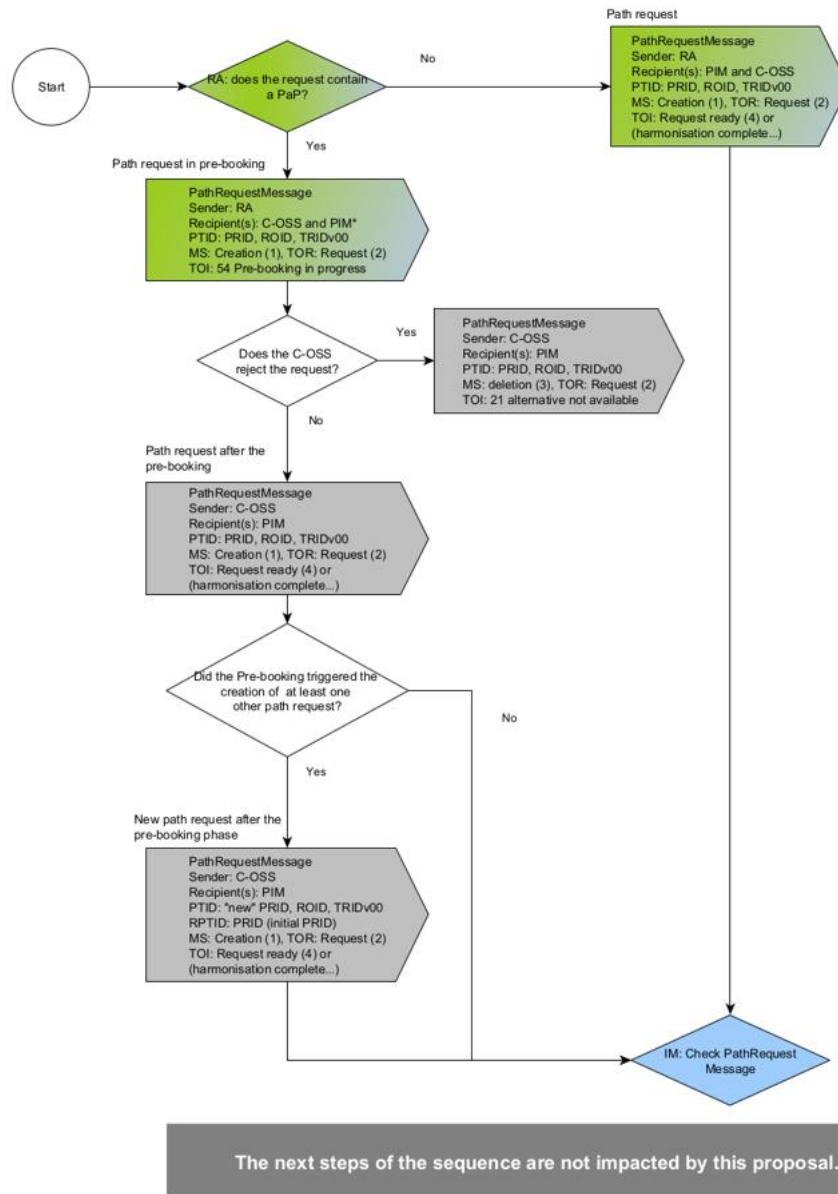 Path request
PathRequestMessage
Sender: RA
Recipient(s): PIM and C-OSS
PTID: PRID, ROID, TRIDv00
MS: Creation (1), TOR: Request (2)
TOI: Request ready (4) or
(harmonisation complete...)
Start
RA: does the request contain
a PaP?
No
Yes
Path request in pre-booking
PathRequestMessage
Sender: RA
Recipient(s): C-OSS and PIM*
PTID: PRID, ROID, TRIDv00
MS: Creation (1), TOR: Request (2)
TOI: 54 Pre-booking in progress
Does the C-OSS
reject the request?
Yes
PathRequestMessage
Sender: C-OSS
Recipient(s): PIM
PTID: PRID, ROID, TRIDv00
MS: deletion (3), TOR: Request (2)
TOI: 21 alternative not available
No
Path request after the
pre-booking
PathRequestMessage
Sender: C-OSS
Recipient(s): PIM
PTID: PRID, ROID, TRIDv00
MS: Creation (1), TOR: Request (2)
TOI: Request ready (4) or
(harmonisation complete...)
Did the Pre-booking triggered the
creation of at least one
other path request?
No
Yes
New path request after the
pre-booking phase
PathRequestMessage
Sender: C-OSS
Recipient(s): PIM
PTID: "new" PRID, ROID, TRIDv00
RPTID: PRID (initial PRID)
MS: Creation (1), TOR: Request (2)
TOI: Request ready (4) or
(harmonisation complete...)
IM: Check PathRequest
Message
The next steps of the sequence are not impacted by this proposal.